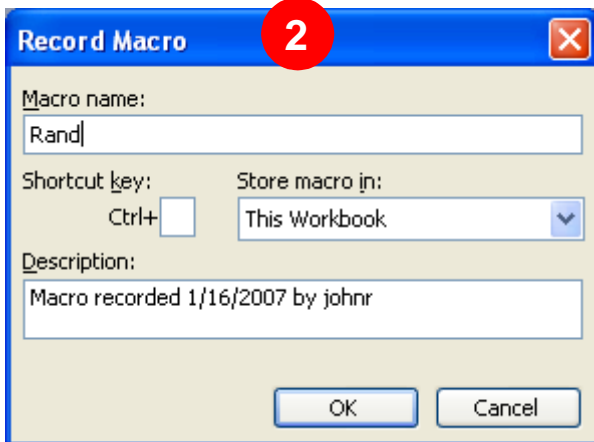 Record Macro 2
Macro name:
Rand
Shortcut key: Store macro in:
Ctrl+ This Workbook
Description:
Macro recorded 1/16/2007 by johnr
OK Cancel